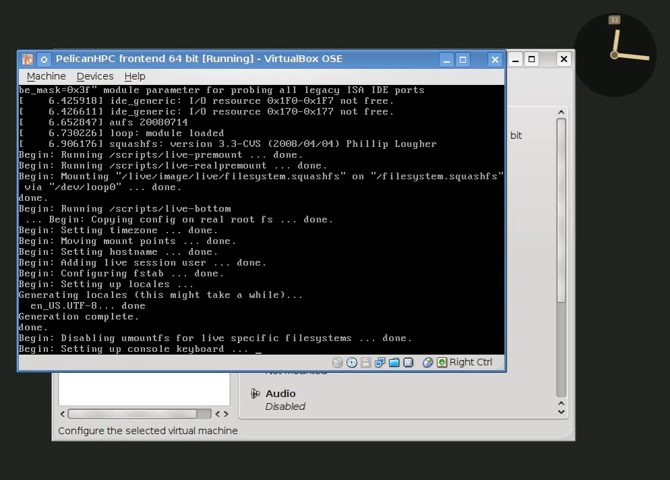 12
PelicanHPC frontend 64 bit [Running] - VirtualBox OSE
Machine Devices Help
be_mask=0x3f" module parameter for probing all legacy ISA IDE ports
[    6.425918] ide_generic: I/O resource 0x1F0-0x1F7 not free.
[    6.426611] ide_generic: I/O resource 0x170-0x177 not free.
[    6.652847] aufs 20080714
[    6.730226] loop: module loaded
[    6.906176] squashfs: version 3.3-CVS (2008/04/04) Phillip Lougher
Begin: Running /scripts/live-premount ... done.
Begin: Running /scripts/live-realpremount ... done.
Begin: Mounting "/live/image/live/filesystem.squashfs" on "/filesystem.squashfs"
 via "/dev/loop0" ... done.
done.
Begin: Running /scripts/live-bottom
 ... Begin: Copying config on real root fs ... done.
Begin: Setting timezone ... done.
Begin: Moving mount points ... done.
Begin: Setting hostname ... done.
Begin: Adding live session user ... done.
Begin: Configuring fstab ... done.
Begin: Setting up locales ...
Generating locales (this might take a while)...
  en_US.UTF-8... done
Generation complete.
done.
Begin: Disabling umountfs for live specific filesystems ... done.
Begin: Setting up console keyboard ... _
Right Ctrl
bit
Not mounted
Audio
Disabled
Configure the selected virtual machine